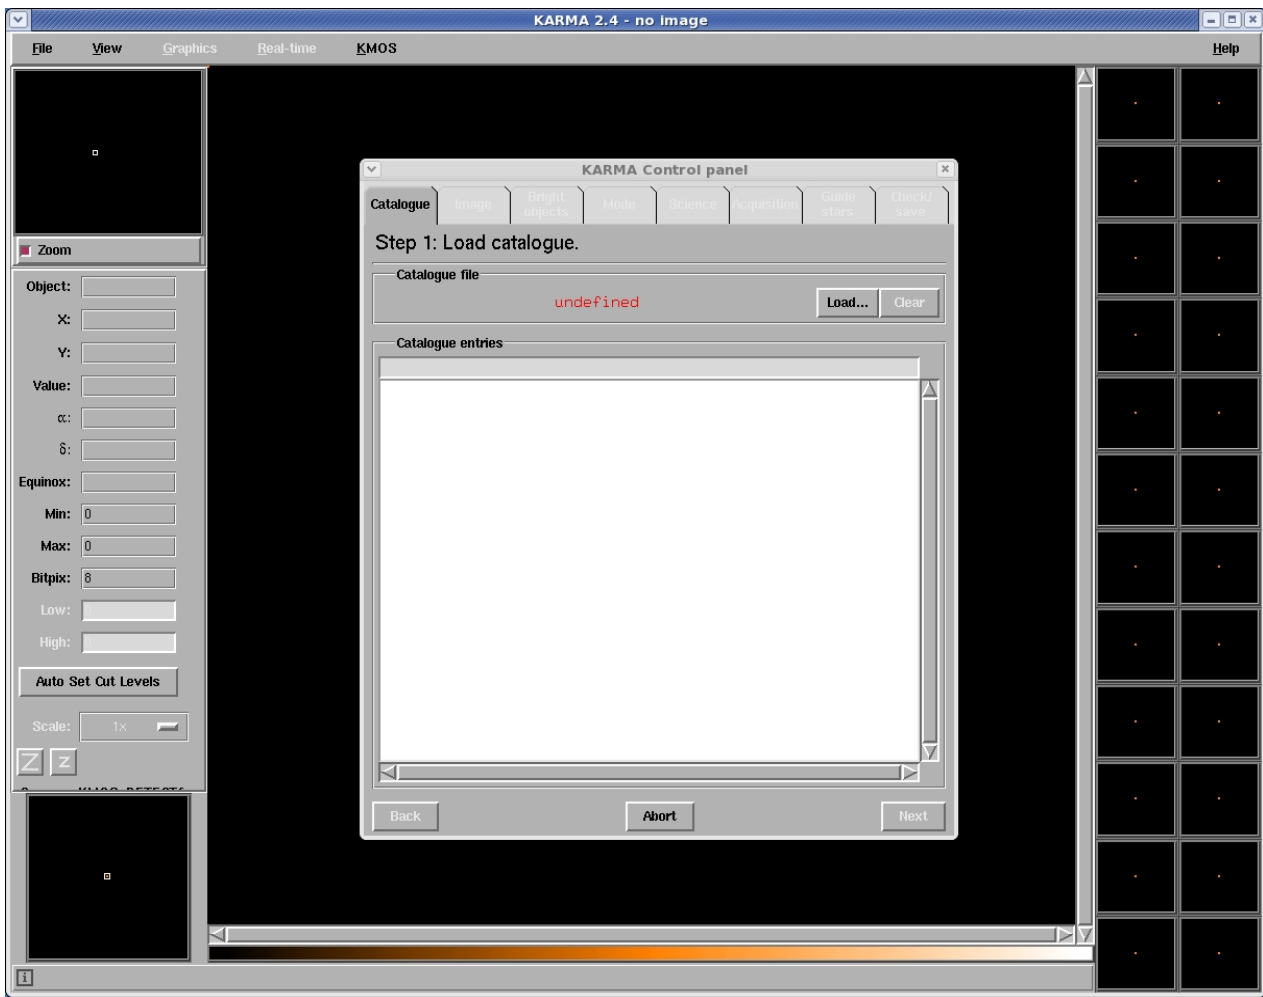 KARMA 2.4 - no image
File View Graphics Real-time KMOS Help
Zoom
Object:
X:
Y:
Value:
α:
δ:
Equinox:
Min: 0
Max: 0
Bitpix: 8
Low:
High:
Auto Set Cut Levels
Scale: 1x
Z z
KARMA Control panel
Catalogue Image Bright objects Mode Science Acquisition Guide stars Check/ save
Step 1: Load catalogue.
Catalogue file
undefined Load... Clear
Catalogue entries
Back Abort Next
i